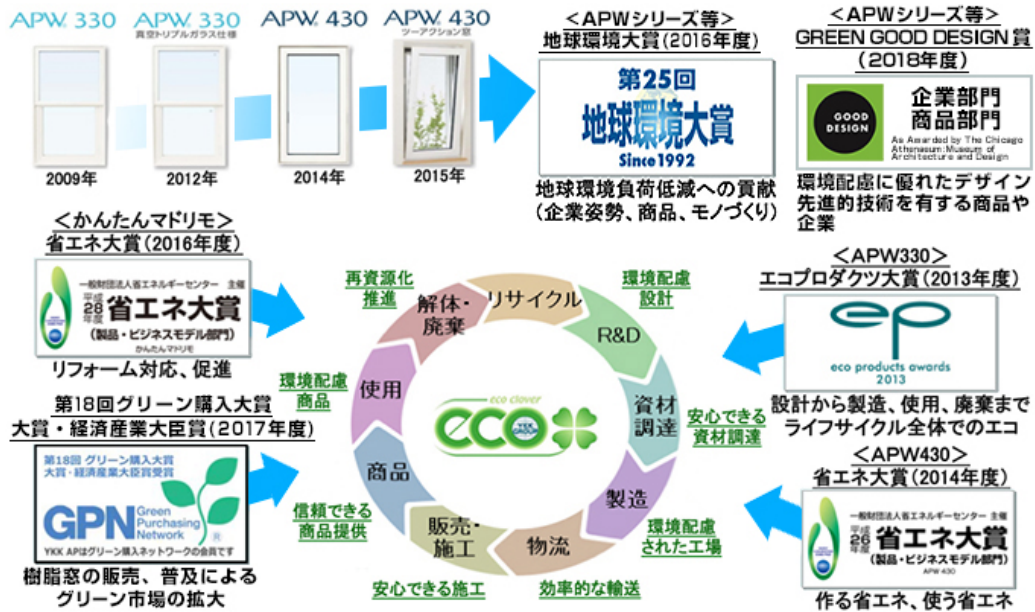 APW® 330
APW® 330
真空トリプルガラス仕様
APW® 430
APW® 430
ツーアクション窓
2009年
2012年
2014年
2015年
<APWシリーズ等>
地球環境大賞(2016年度)
第25回
地球環境大賞
Since 1992
地球環境負荷低減への貢献
(企業姿勢、商品、モノづくり)
<APWシリーズ等>
GREEN GOOD DESIGN 賞
(2018年度)
GOOD
DESIGN
企業部門
商品部門
As Awarded by The Chicago
Athenaeum:Museum of
Architecture and Design
環境配慮に優れたデザイン
先進的技術を有する商品や
企業
<かんたんマドリモ>
省エネ大賞(2016年度)
一般財団法人省エネルギーセンター 主催
平成
28
年度
省エネ大賞
(製品・ビジネスモデル部門)
かんたんマドリモ
リフォーム対応、促進
第18回グリーン購入大賞
大賞・経済産業大臣賞(2017年度)
第18回 グリーン購入大賞
大賞・経済産業大臣賞受賞
GPN
Green
Purchasing
Network
®
YKK APはグリーン購入ネットワークの会員です
樹脂窓の販売、普及による
グリーン市場の拡大
再資源化
推進
解体・
廃棄
リサイクル
環境配慮
設計
R&D
環境配慮
商品
使用
eco clover
eco
YKK
GROUP
資材
調達
安心できる
資材調達
商品
製造
信頼できる
商品提供
販売・
施工
物流
環境配慮
された工場
安心できる施工
効率的な輸送
<APW330>
エコプロダクツ大賞(2013年度)
ep
eco products awards
2013
設計から製造、使用、廃棄まで
ライフサイクル全体でのエコ
<APW430>
省エネ大賞(2014年度)
一般財団法人省エネルギーセンター 主催
平成
26
年度
省エネ大賞
(製品・ビジネスモデル部門)
APW 430
作る省エネ、使う省エネ